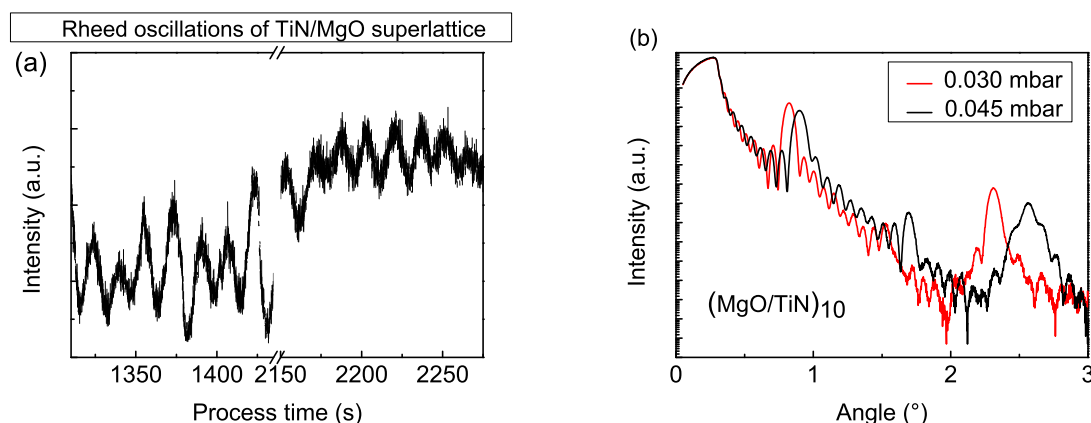 Rheed oscillations of TiN/MgO superlattice
(a)
Intensity (a.u.)
1350 1400 2150 2200 2250
Process time (s)
(b)
0.030 mbar
0.045 mbar
Intensity (a.u.)
(MgO/TiN)10
0 1 2 3
Angle (°)